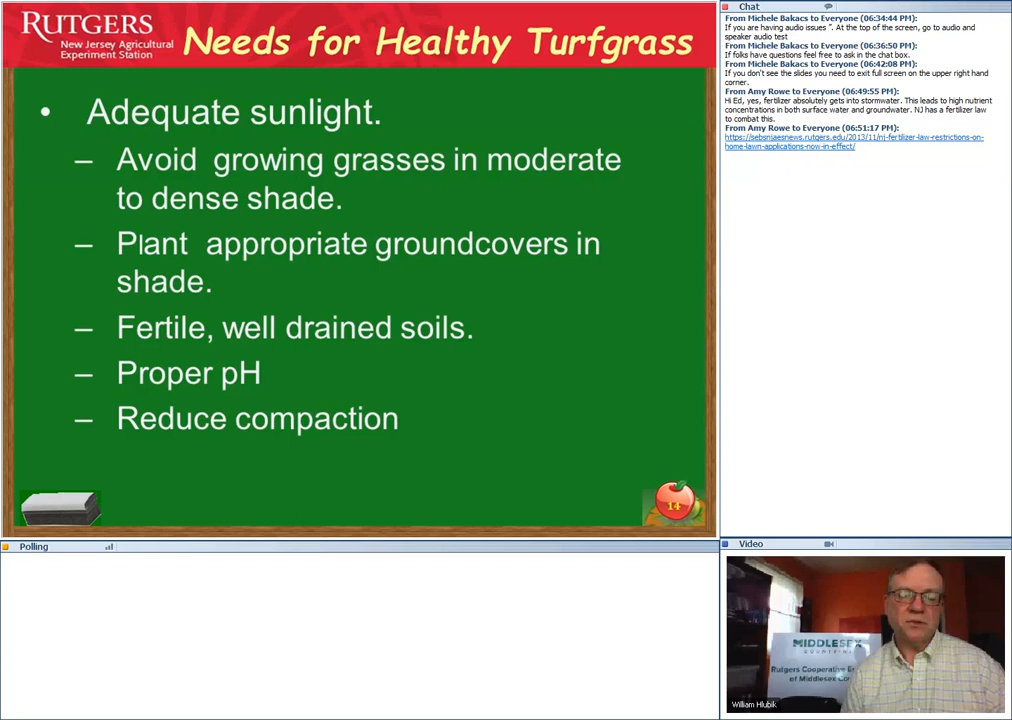 RUTGERS
New Jersey Agricultural
Experiment Station
Needs for Healthy Turfgrass
• Adequate sunlight.
– Avoid growing grasses in moderate
to dense shade.
– Plant appropriate groundcovers in
shade.
– Fertile, well drained soils.
– Proper pH
– Reduce compaction
14
Chat
From Michele Bakacs to Everyone (06:34:44 PM):
If you are having audio issues ". At the top of the screen, go to audio and
speaker audio test
From Michele Bakacs to Everyone (06:36:50 PM):
If folks have questions feel free to ask in the chat box.
From Michele Bakacs to Everyone (06:42:08 PM):
If you don't see the slides you need to exit full screen on the upper right hand
corner.
From Amy Rowe to Everyone (06:49:55 PM):
Hi Ed, yes, fertilizer absolutely gets into stormwater. This leads to high nutrient
concentrations in both surface water and groundwater. NJ has a fertilizer law
to combat this.
From Amy Rowe to Everyone (06:51:17 PM):
https://sebsnjaesnews.rutgers.edu/2013/11/nj-fertilizer-law-restrictions-on-
home-lawn-applications-now-in-effect/
Polling
Video
MIDDLESEX
Rutgers Cooperative
of Middlesex
William Hlubik